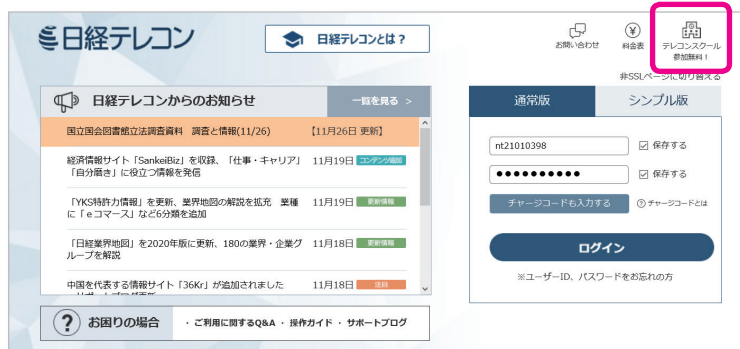 日経テレコン
日経テレコンとは？
お問い合わせ
料金表
テレコンスクール
参加無料！
非SSLページに切り替える
日経テレコンからのお知らせ
一覧を見る >
国立国会図書館立法調査資料 調査と情報(11/26) 【11月26日 更新】
経済情報サイト「SankeiBiz」を収録、「仕事・キャリア」 11月19日 コンテンツ追加
「自分磨き」に役立つ情報を発信
「YKS特許力情報」を更新、業界地図の解説を拡充 業種 11月19日 更新情報
に「ｅコマース」など6分類を追加
「日経業界地図」を2020年版に更新、180の業界・企業グ 11月18日 更新情報
ループを解説
中国を代表する情報サイト「36Kr」が追加されました 11月18日 注目
通常版
シンプル版
nt21010398
保存する
●●●●●●●●●●
保存する
チャージコードも入力する
? チャージコードとは
ログイン
※ユーザーID、パスワードをお忘れの方
? お困りの場合
・ご利用に関するQ&A ・ 操作ガイド ・ サポートブログ